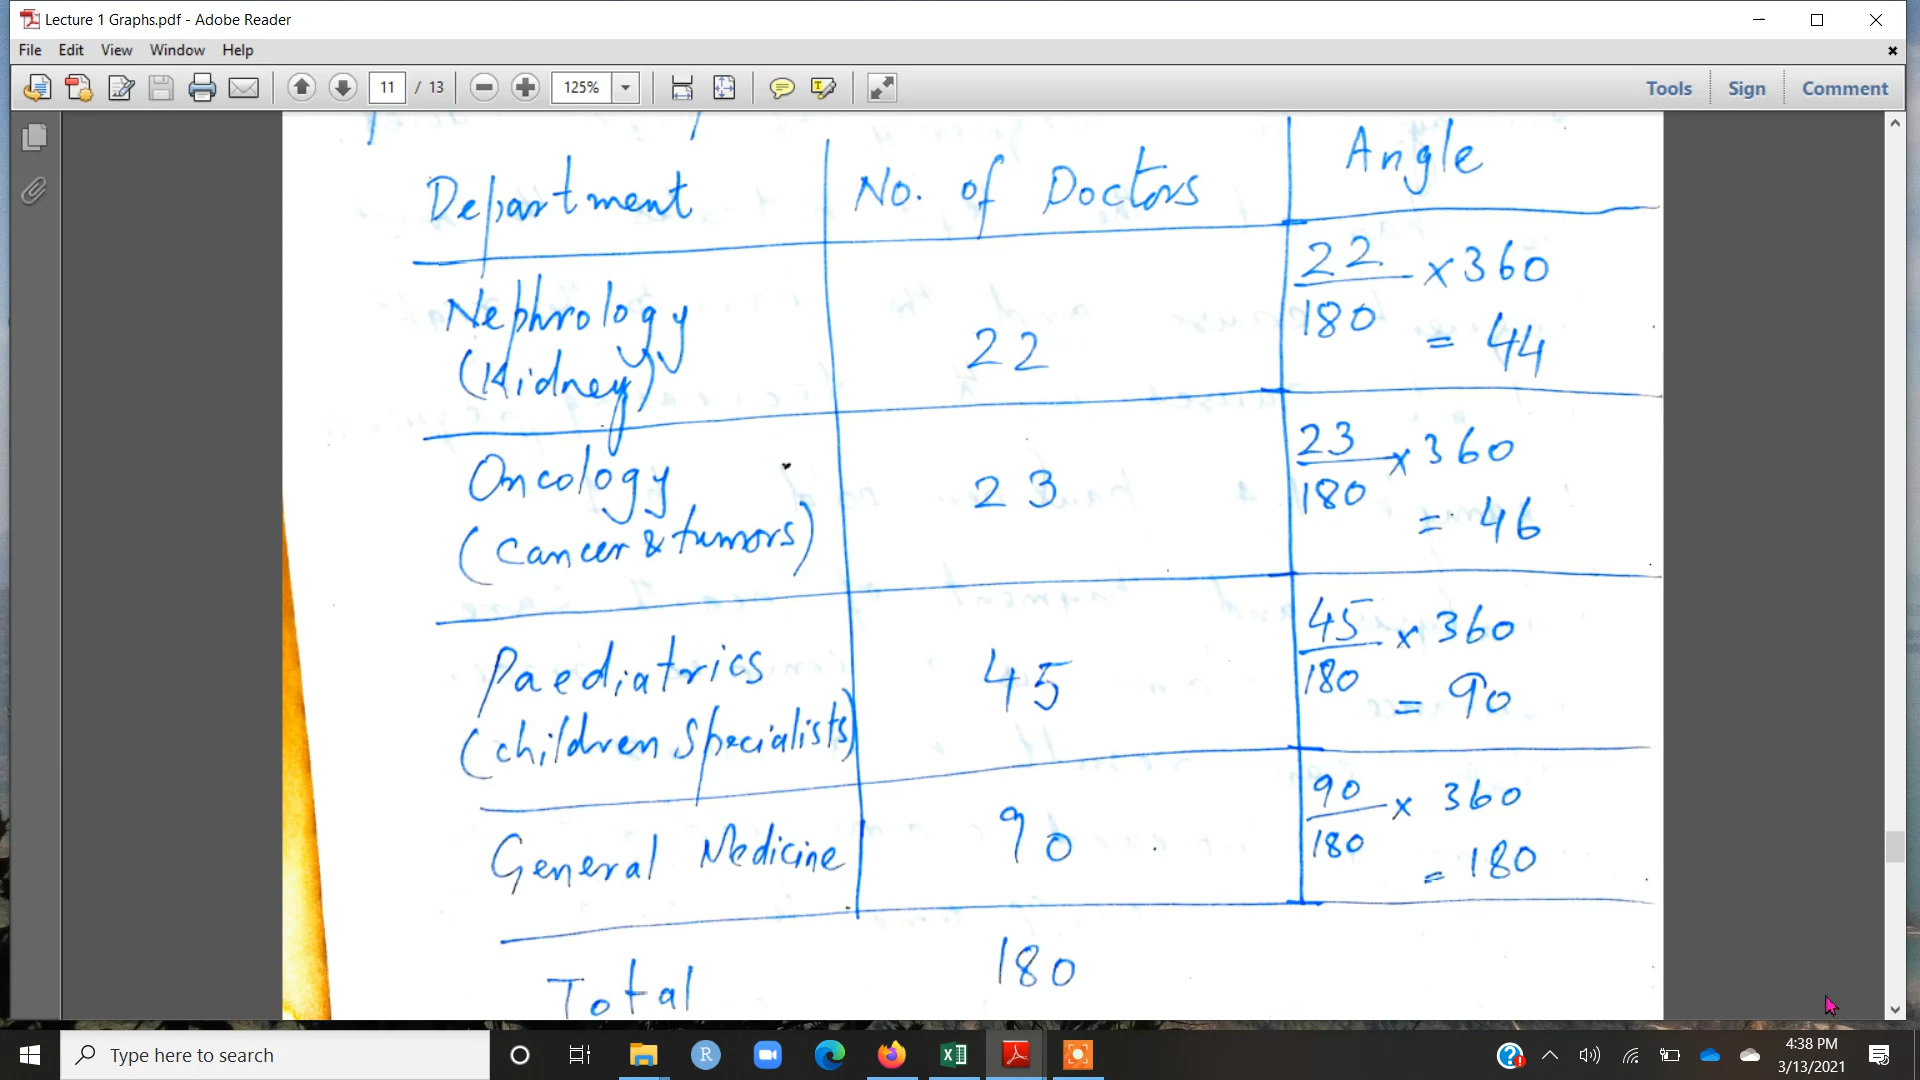 Lecture 1 Graphs.pdf - Adobe Reader
File Edit View Window Help
11 / 13 125% Tools Sign Comment
Department No. of Doctors Angle
Nephrology (Kidney) 22 22/180 × 360 = 44
Oncology (Cancer & tumors) 23 23/180 × 360 = 46
Paediatrics (children Specialists) 45 45/180 × 360 = 90
General Medicine 90 90/180 × 360 = 180
Total 180
Type here to search
4:38 PM
3/13/2021